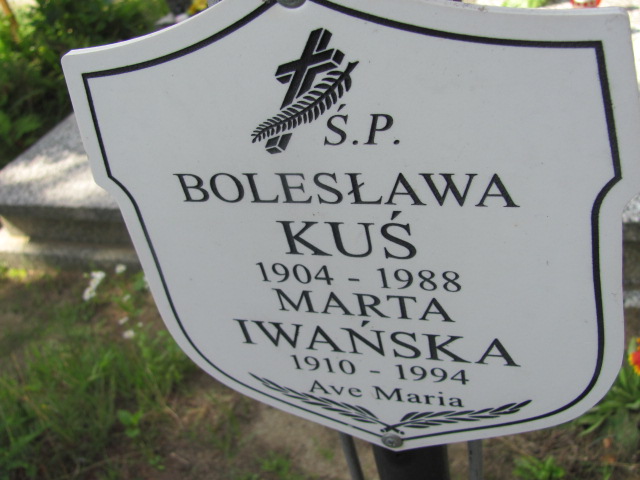 Ś.P.
BOLESŁAWA
KUŚ
1904 - 1988
MARTA
IWAŃSKA
1910 - 1994
Ave Maria